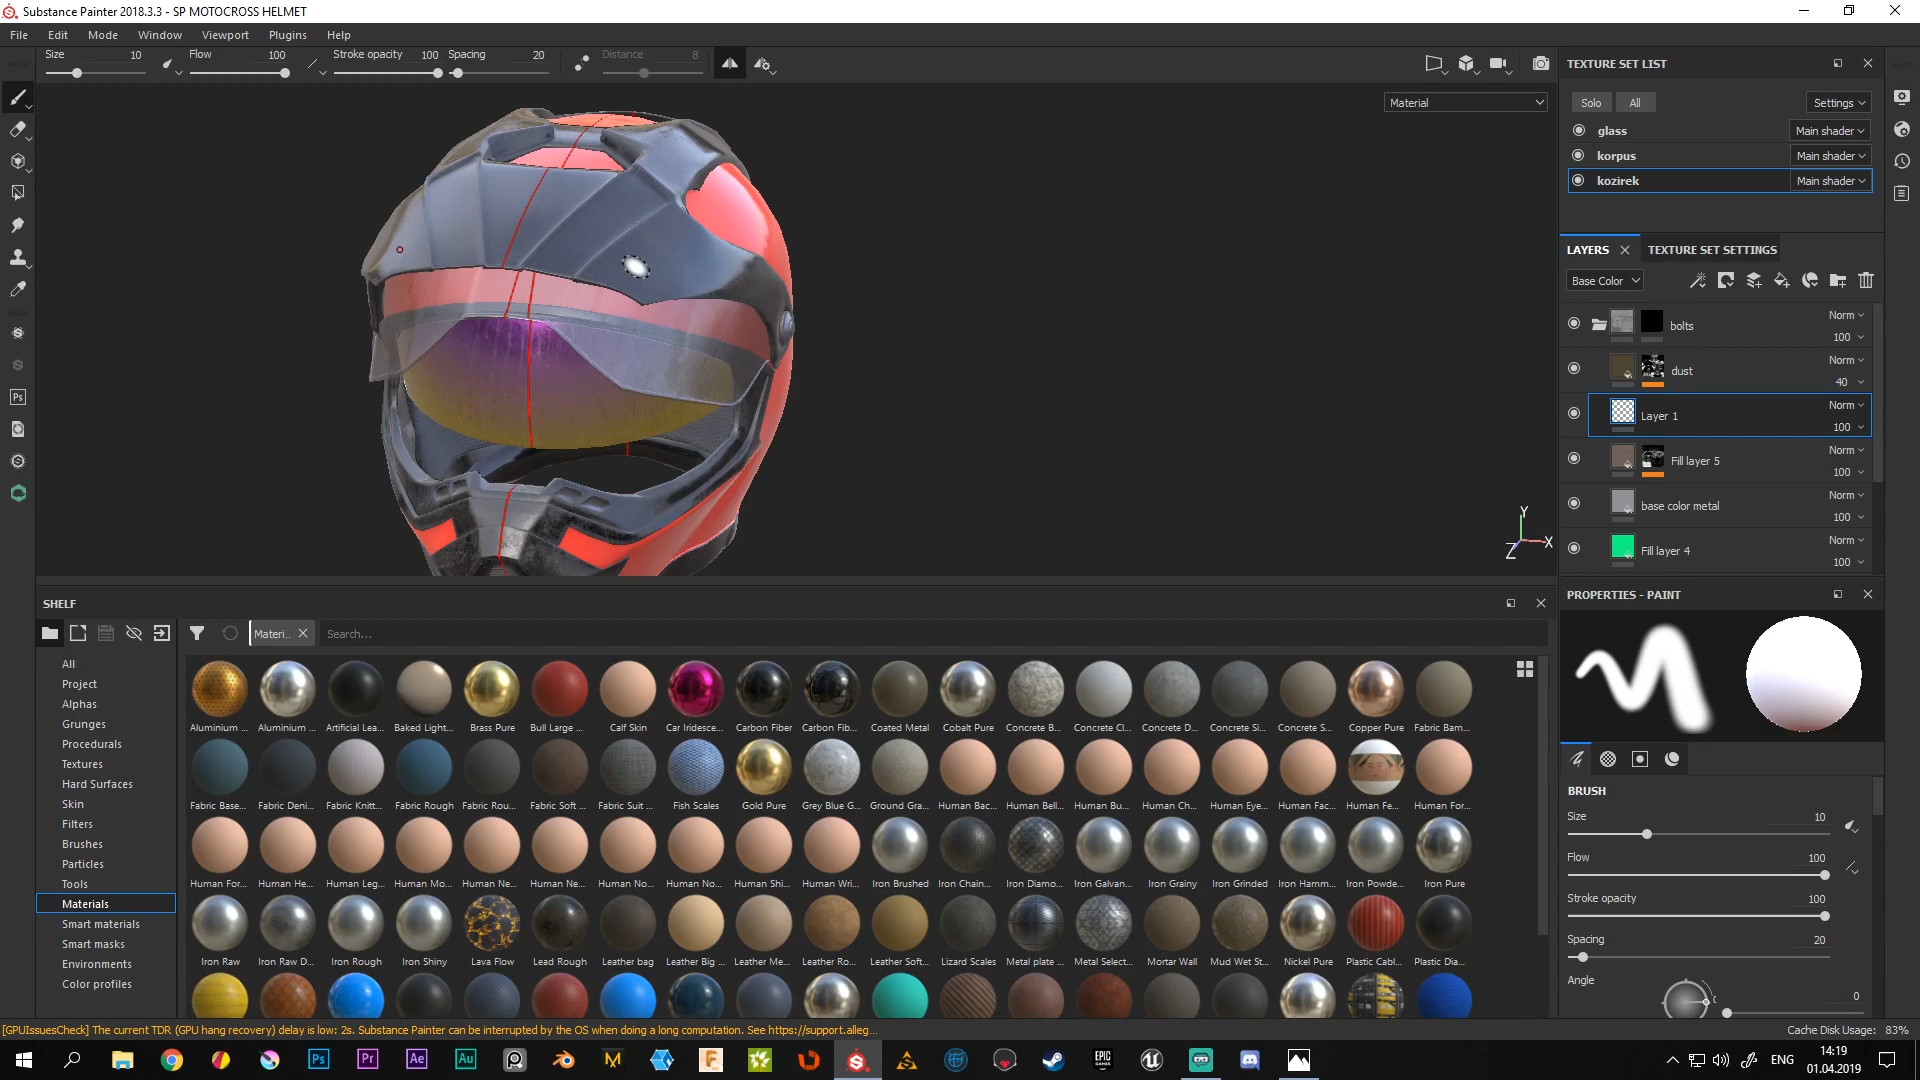 Substance Painter 2018.3.3 - SP MOTOCROSS HELMET
File Edit Mode Window Viewport Plugins Help
Size 10 Flow 100 Stroke opacity 100 Spacing 20 Distance 8
Material
Y
X
Z
TEXTURE SET LIST
Solo All Settings
glass Main shader
korpus Main shader
kozirek Main shader
LAYERS TEXTURE SET SETTINGS
Base Color
bolts Norm 100
dust Norm 40
Layer 1 Norm 100
Fill layer 5 Norm 100
base color metal Norm 100
Fill layer 4 Norm 100
PROPERTIES - PAINT
BRUSH
Size 10
Flow 100
Stroke opacity 100
Spacing 20
Angle 0
SHELF
Materi.. Search...
All
Project
Alphas
Grunges
Procedurals
Textures
Hard Surfaces
Skin
Filters
Brushes
Particles
Tools
Materials
Smart materials
Smart masks
Environments
Color profiles
Aluminium ... Aluminium ... Artificial Lea... Baked Light... Brass Pure Bull Large ... Calf Skin Car Iridesce... Carbon Fiber Carbon Fib... Coated Metal Cobalt Pure Concrete B... Concrete Cl... Concrete D... Concrete Si... Concrete S... Copper Pure Fabric Bam...
Fabric Base... Fabric Deni... Fabric Knitt... Fabric Rough Fabric Rou... Fabric Soft ... Fabric Suit ... Fish Scales Gold Pure Grey Blue G... Ground Gra... Human Bac... Human Bell... Human Bu... Human Ch... Human Eye... Human Fac... Human Fe... Human For...
Human For... Human He... Human Leg... Human Mo... Human Ne... Human Ne... Human No... Human No... Human Shi... Human Wri... Iron Brushed Iron Chain... Iron Diamo... Iron Galvan... Iron Grainy Iron Grinded Iron Hamm... Iron Powde... Iron Pure
Iron Raw Iron Raw D... Iron Rough Iron Shiny Lava Flow Lead Rough Leather bag Leather Big ... Leather Me... Leather Ro... Leather Soft... Lizard Scales Metal plate ... Metal Select... Mortar Wall Mud Wet St... Nickel Pure Plastic Cabl... Plastic Dia...
[GPUIssuesCheck] The current TDR (GPU hang recovery) delay is low: 2s. Substance Painter can be interrupted by the OS when doing a long computation. See https://support.alleg...
Cache Disk Usage: 83%
Ps Pr Ae Au EPIC GAMES ENG 14:19
01.04.2019